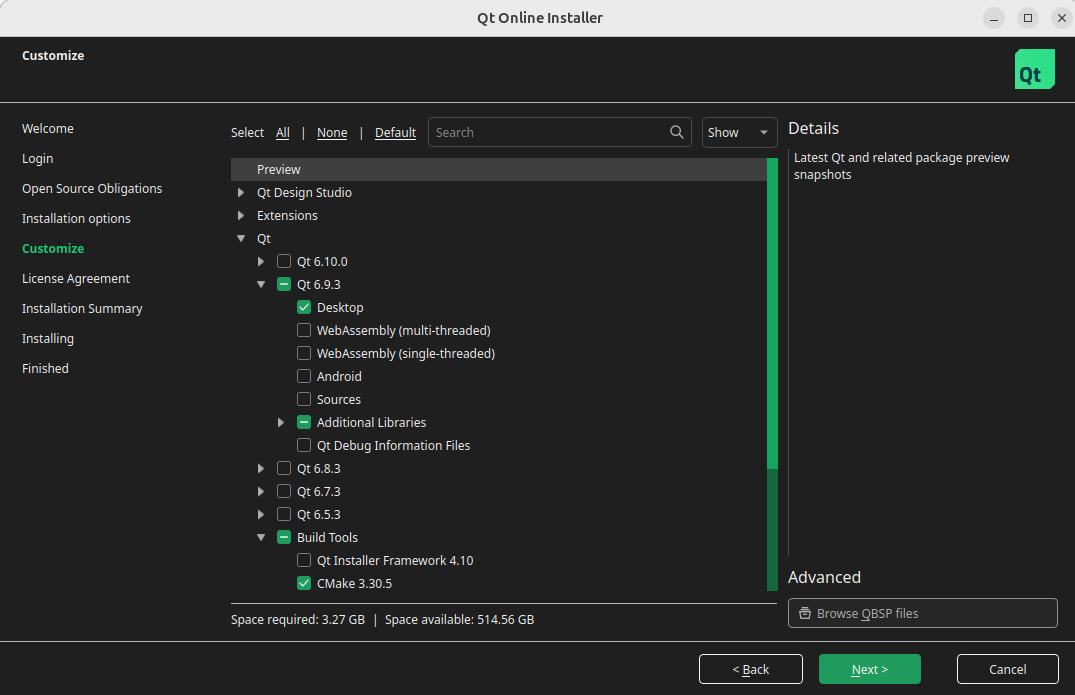 Qt Online Installer
Customize
Qt
Welcome
Login
Open Source Obligations
Installation options
Customize
License Agreement
Installation Summary
Installing
Finished
Select All | None | Default Search Show
Preview
Qt Design Studio
Extensions
Qt
Qt 6.10.0
Qt 6.9.3
Desktop
WebAssembly (multi-threaded)
WebAssembly (single-threaded)
Android
Sources
Additional Libraries
Qt Debug Information Files
Qt 6.8.3
Qt 6.7.3
Qt 6.5.3
Build Tools
Qt Installer Framework 4.10
CMake 3.30.5
Space required: 3.27 GB | Space available: 514.56 GB
Details
Latest Qt and related package preview
snapshots
Advanced
Browse QBSP files
< Back Next > Cancel